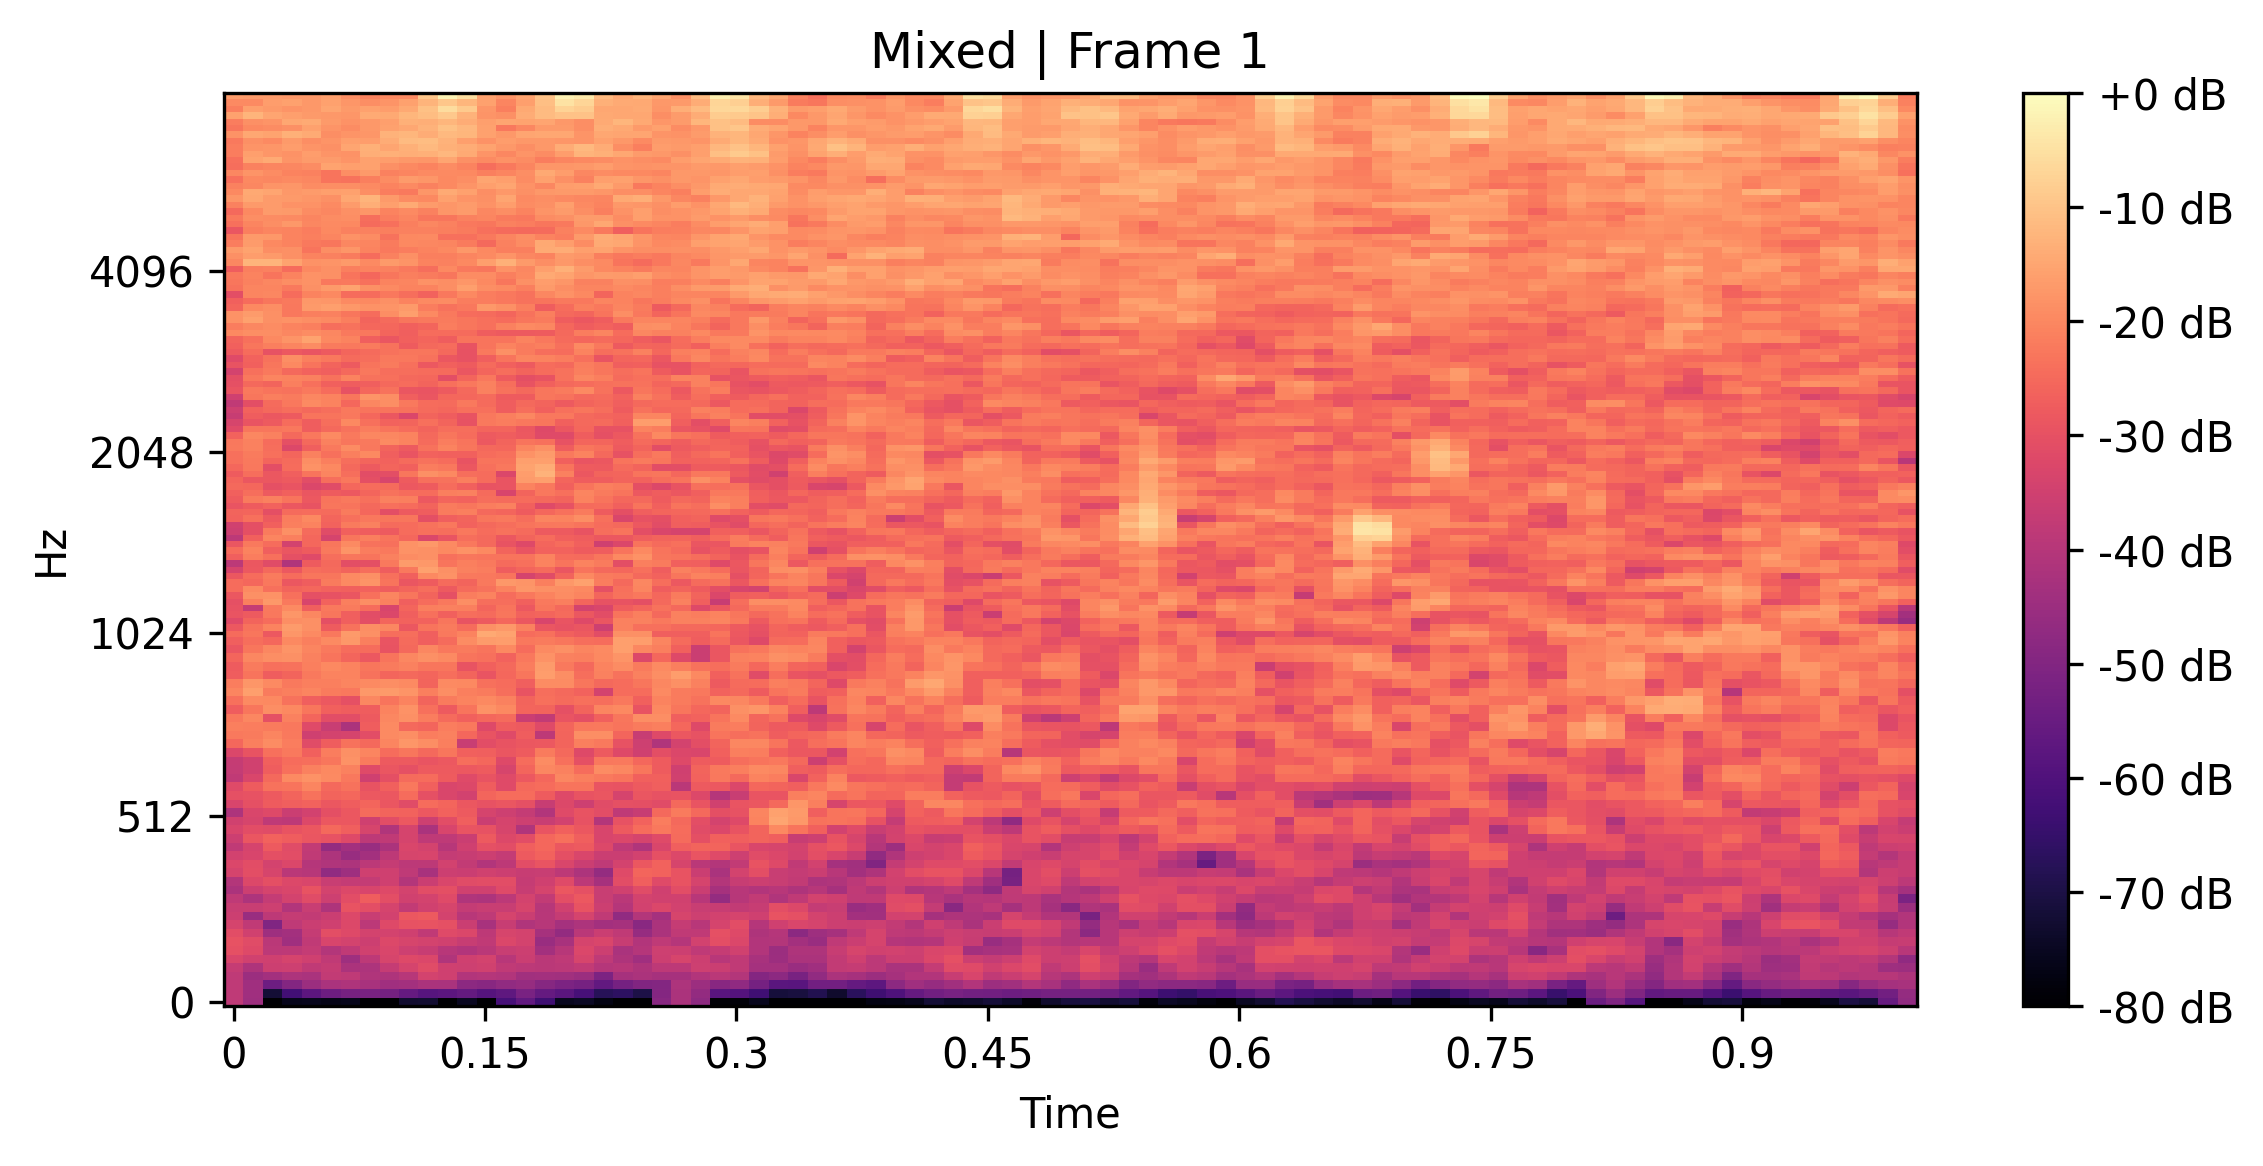 Mixed | Frame 1
Hz
4096
2048
1024
512
0
0 0.15 0.3 0.45 0.6 0.75 0.9
Time
+0 dB
-10 dB
-20 dB
-30 dB
-40 dB
-50 dB
-60 dB
-70 dB
-80 dB